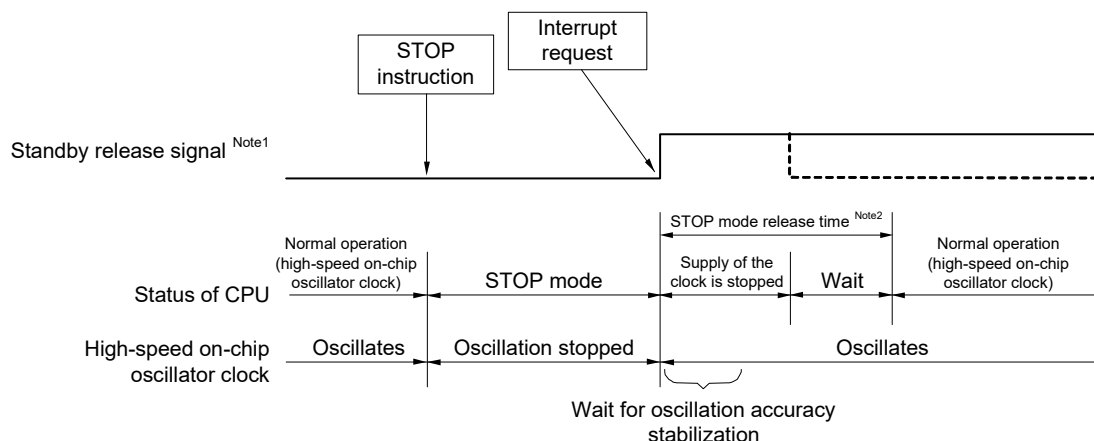 STOP
instruction
Interrupt
request
Standby release signal Note1
STOP mode release time Note2
Normal operation
(high-speed on-chip
oscillator clock)
Supply of the
clock is stopped
Normal operation
(high-speed on-chip
oscillator clock)
Status of CPU
STOP mode
Wait
High-speed on-chip
oscillator clock
Oscillates
Oscillation stopped
Oscillates
Wait for oscillation accuracy
stabilization